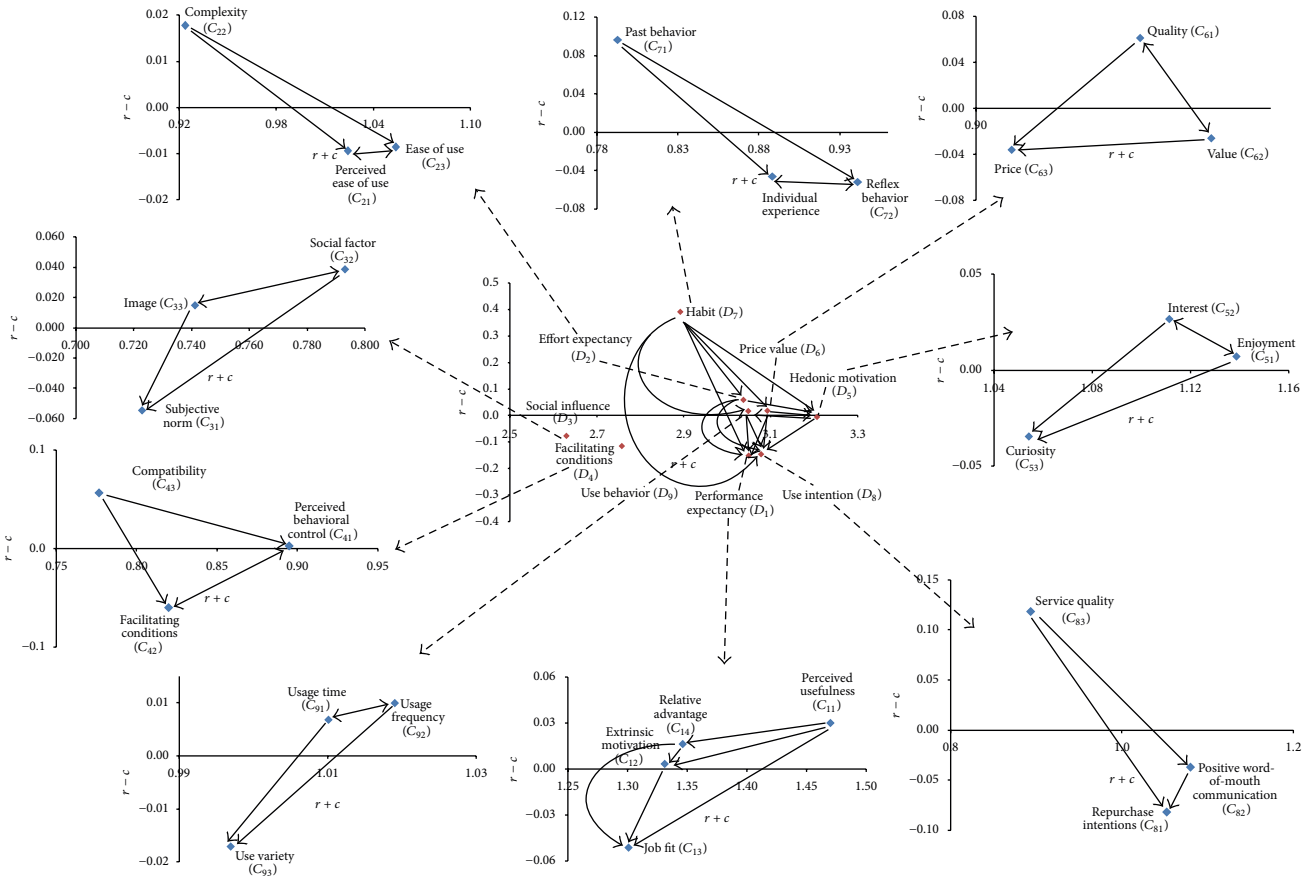 0.02
0.01
0.00
−0.01
−0.02
0.92
0.98
1.04
1.10
r − c
r + c
Complexity
(C22)
Perceived
ease of use
(C21)
Ease of use
(C23)
0.12
0.08
0.04
0.00
−0.04
−0.08
0.78
0.83
0.88
0.93
r − c
r + c
Past behavior
(C71)
Individual
experience
Reflex
behavior
(C72)
0.08
0.04
0.00
−0.04
−0.08
0.90
r − c
r + c
Quality (C61)
Value (C62)
Price (C63)
0.060
0.040
0.020
0.000
−0.020
−0.040
−0.060
0.700
0.720
0.740
0.760
0.780
0.800
r − c
r + c
Social factor
(C32)
Image (C33)
Subjective
norm (C31)
0.5
0.4
0.3
0.2
0.1
0.0
−0.1
−0.2
−0.3
−0.4
2.5
2.7
2.9
3.1
3.3
r − c
r + c
Habit (D7)
Effort expectancy
(D2)
Price value (D6)
Hedonic motivation
(D5)
Social influence
(D3)
Facilitating
conditions
(D4)
Use behavior (D9)
Performance
expectancy (D1)
Use intention (D8)
0.05
0.00
−0.05
1.04
1.08
1.12
1.16
r − c
r + c
Interest (C52)
Enjoyment
(C51)
Curiosity
(C53)
0.1
0.0
−0.1
0.75
0.80
0.85
0.90
0.95
r − c
r + c
Compatibility
(C43)
Perceived
behavioral
control (C41)
Facilitating
conditions
(C42)
0.01
0.00
−0.01
−0.02
0.99
1.01
1.03
r − c
r + c
Usage time
(C91)
Usage
frequency
(C92)
Use variety
(C93)
0.06
0.03
0.00
−0.03
−0.06
1.25
1.30
1.35
1.40
1.45
1.50
r − c
r + c
Perceived
usefulness
(C11)
Relative
advantage
(C14)
Extrinsic
motivation
(C12)
Job fit (C13)
0.15
0.10
0.05
0.00
−0.05
−0.10
0.8
1.0
1.2
r − c
r + c
Service quality
(C83)
Positive word-
of-mouth
communication
(C82)
Repurchase
intentions (C81)